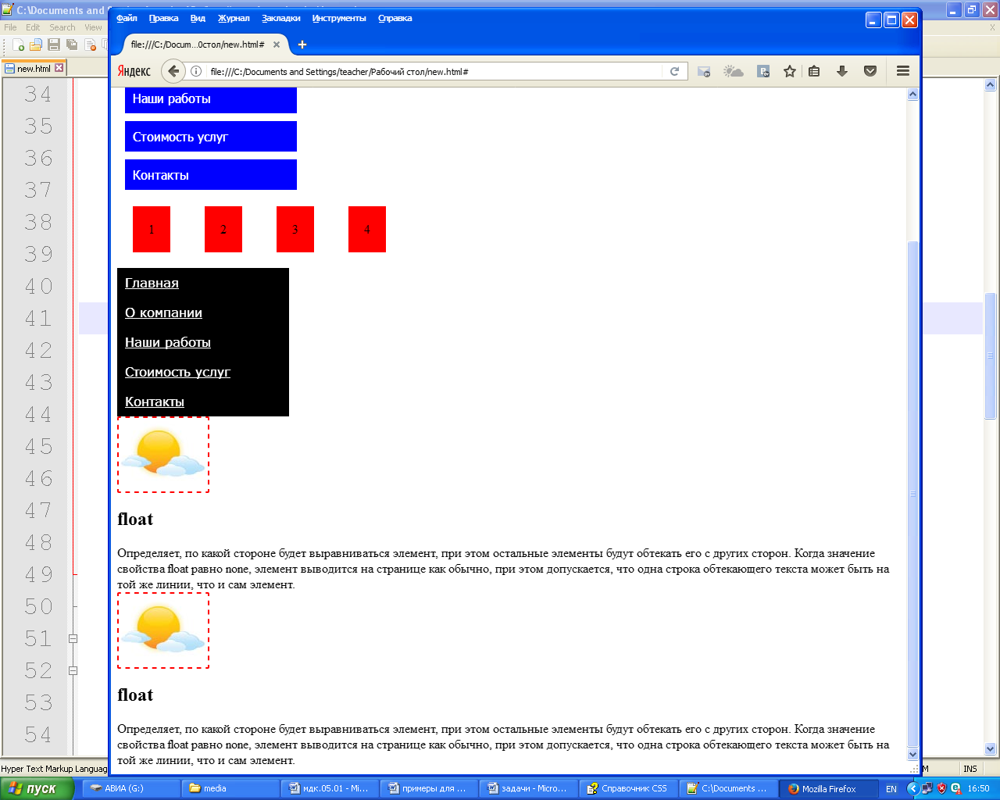 C:\Documents and
File Edit Search View
X
new.html
34
35
36
37
38
39
40
41
42
43
44
45
46
47
48
49
50
51
52
53
54
Файл Правка Вид Журнал Закладки Инструменты Справка
file:///C:/Docum...0стол/new.html#
Яндекс
file:///C:/Documents and Settings/teacher/Рабочий стол/new.html#
Наши работы
Стоимость услуг
Контакты
1 2 3 4
Главная
О компании
Наши работы
Стоимость услуг
Контакты
float
Определяет, по какой стороне будет выравниваться элемент, при этом остальные элементы будут обтекать его с других сторон. Когда значение
свойства float равно none, элемент выводится на странице как обычно, при этом допускается, что одна строка обтекающего текста может быть на
той же линии, что и сам элемент.
float
Определяет, по какой стороне будет выравниваться элемент, при этом остальные элементы будут обтекать его с других сторон. Когда значение
свойства float равно none, элемент выводится на странице как обычно, при этом допускается, что одна строка обтекающего текста может быть на
той же линии, что и сам элемент.
Hyper Text Markup Languag
M INS
пуск
АВИА (G:)
media
мдк.05.01 - Mi...
примеры для ...
задачи - Micro...
Справочник CSS
C:\Documents ...
Mozilla Firefox
EN
16:50